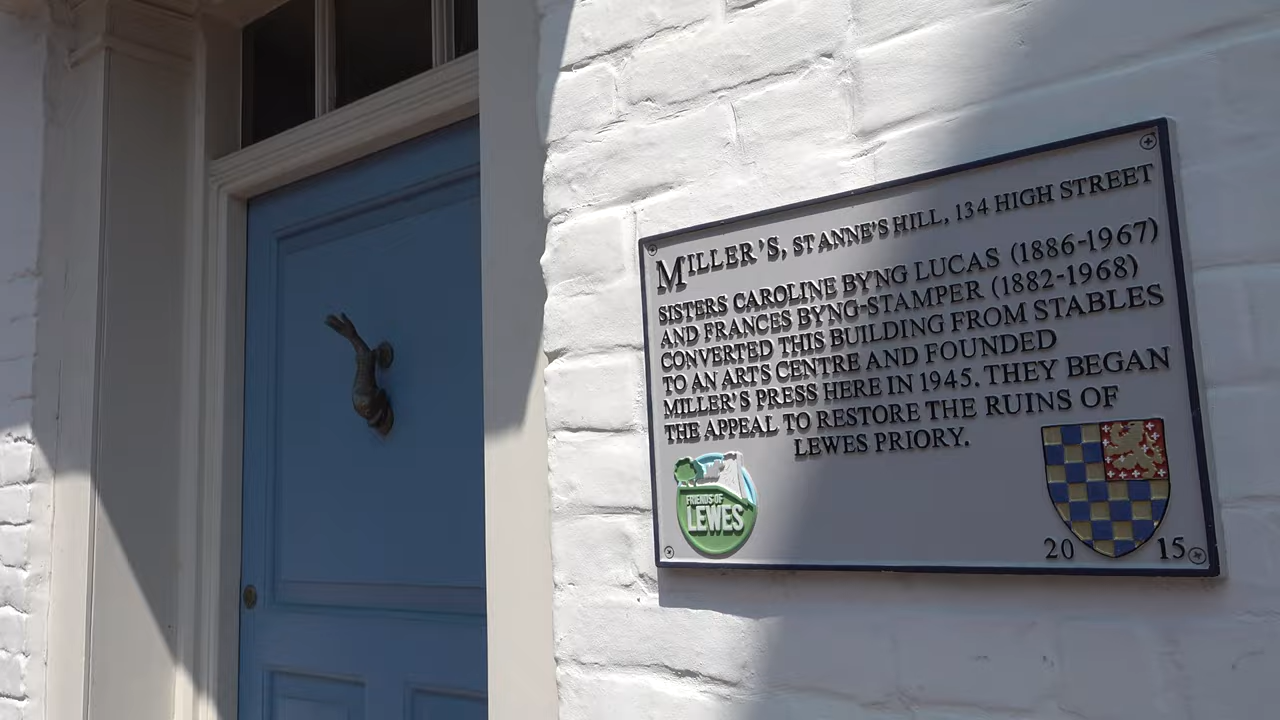 MILLER'S, ST ANNE'S HILL, 134 HIGH STREET
SISTERS CAROLINE BYNG LUCAS (1886-1967)
AND FRANCES BYNG-STAMPER (1882-1968)
CONVERTED THIS BUILDING FROM STABLES
TO AN ARTS CENTRE AND FOUNDED
MILLER'S PRESS HERE IN 1945. THEY BEGAN
THE APPEAL TO RESTORE THE RUINS OF
LEWES PRIORY.
FRIENDS OF
LEWES
20 15